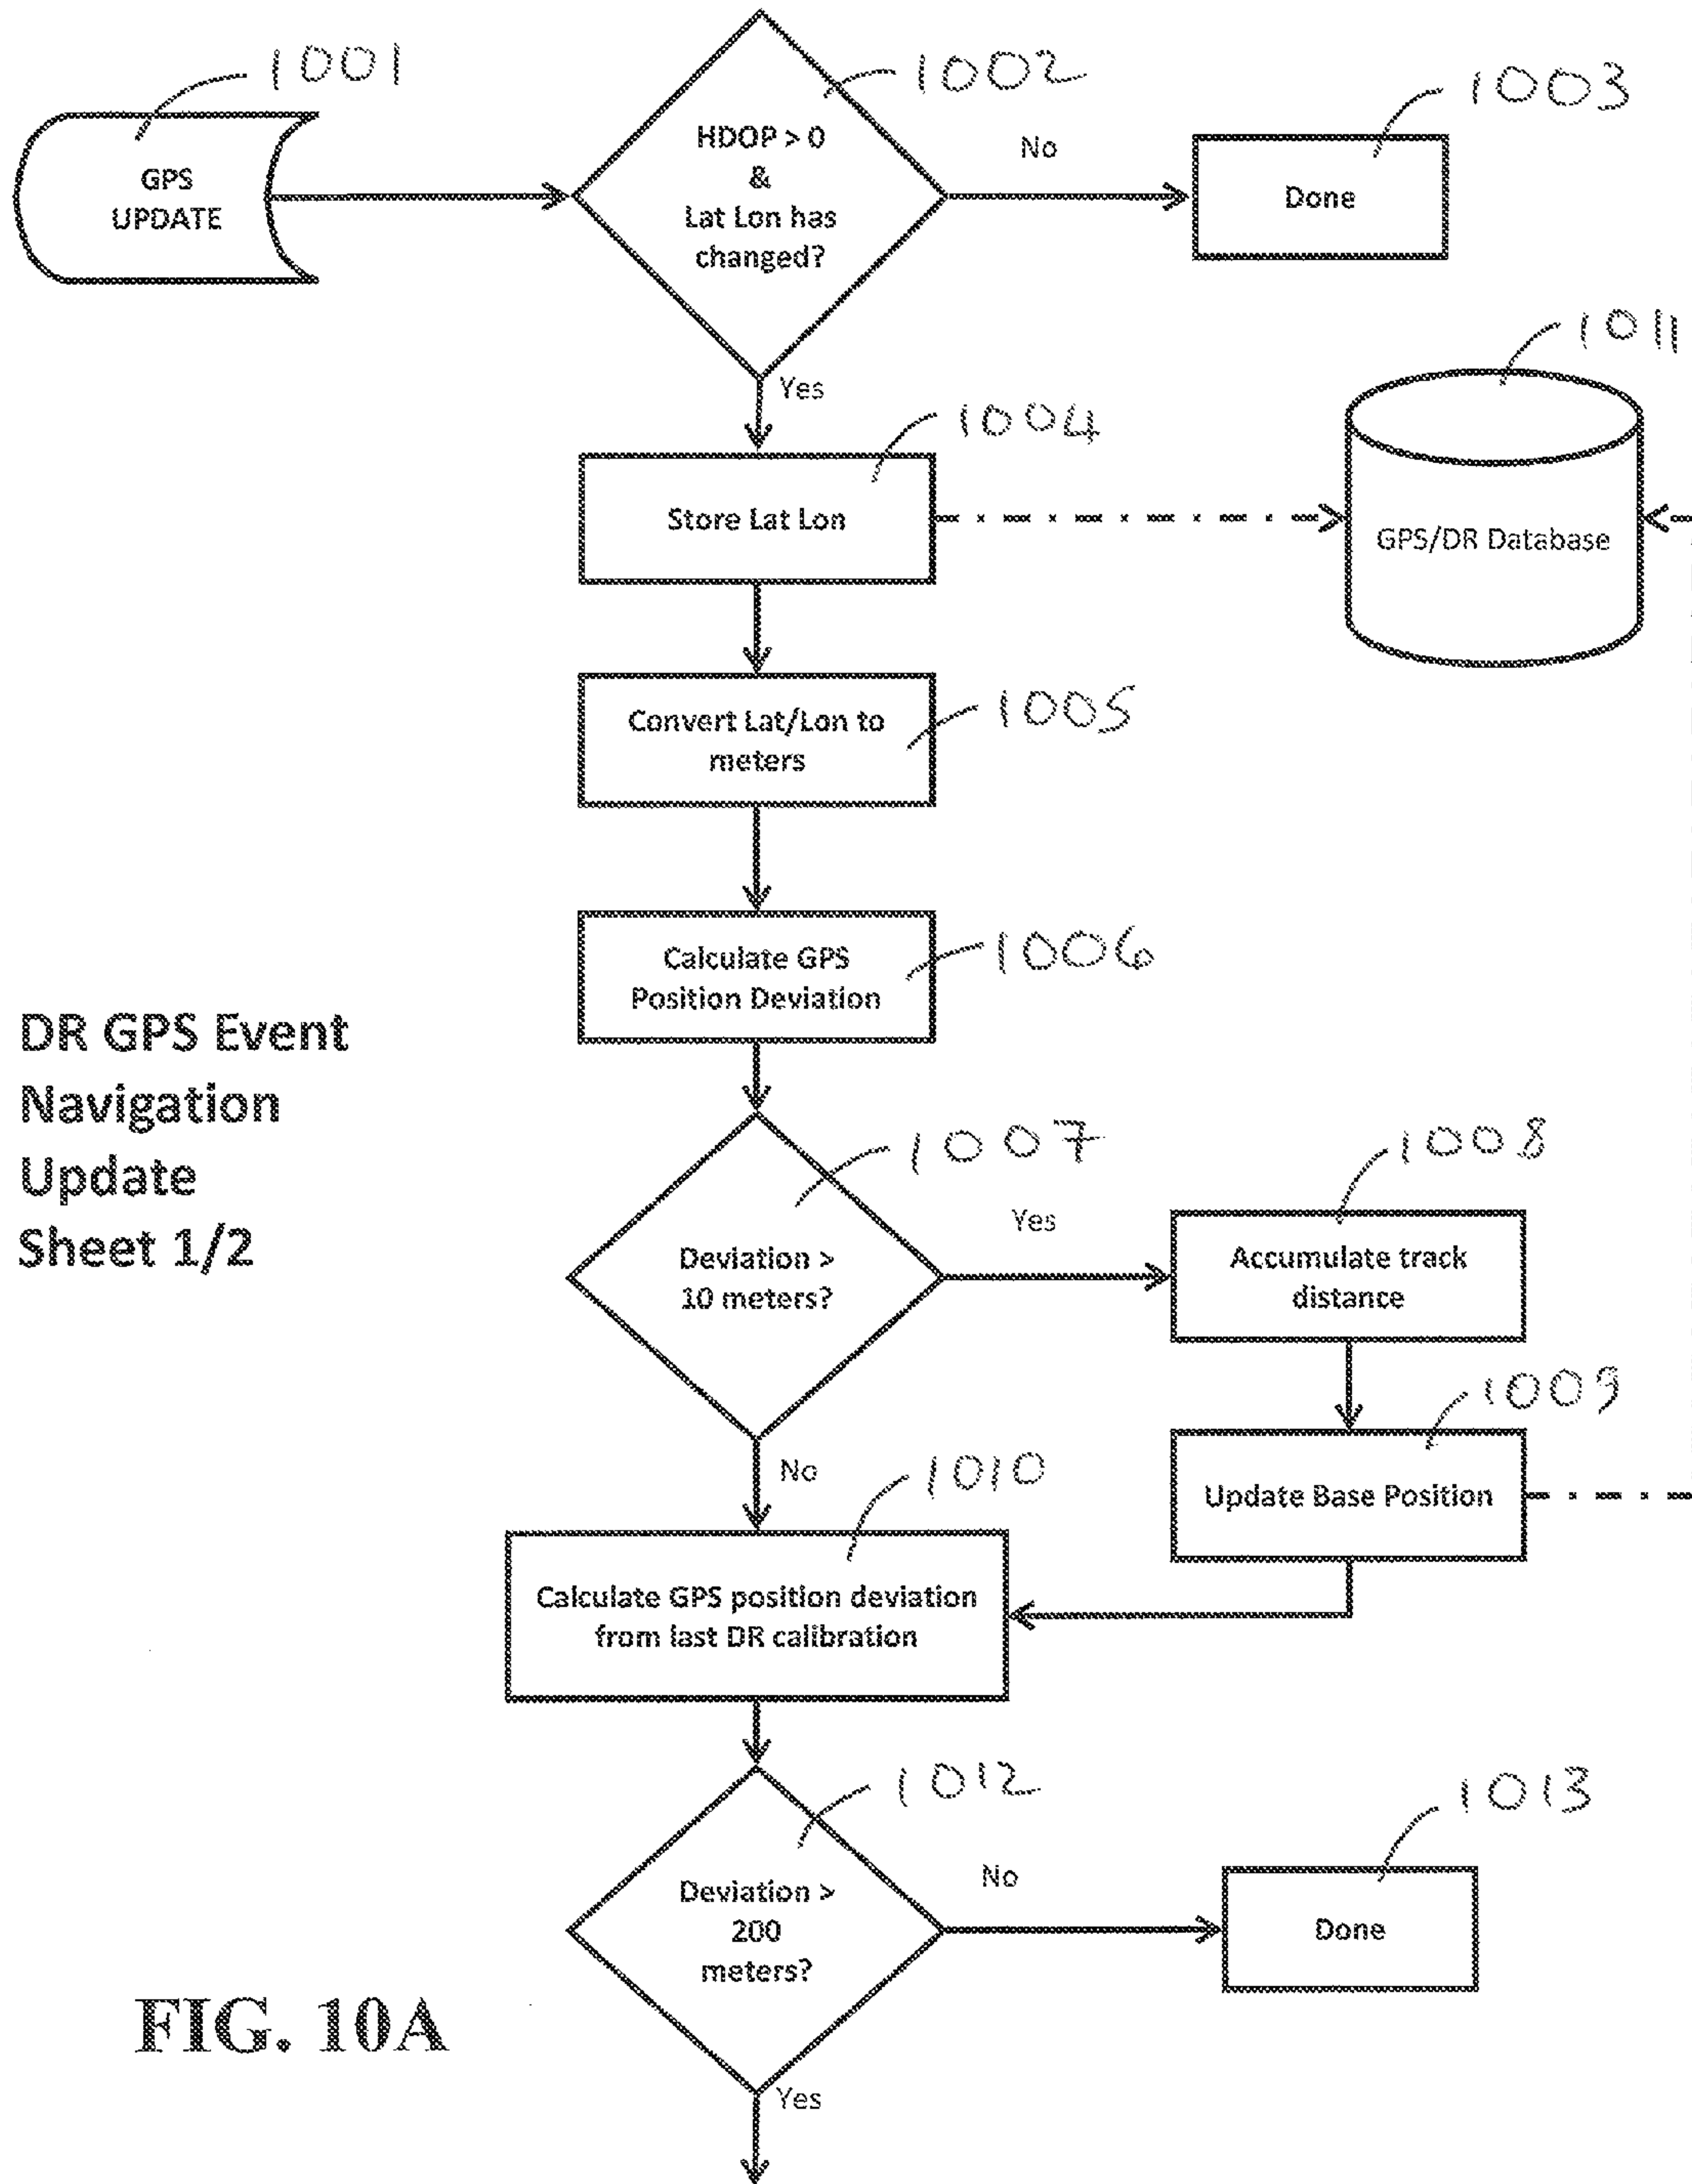 1001
GPS
UPDATE
1002
HDOP > 0
&
Lat Lon has
changed?
No
1003
Done
Yes
1004
Store Lat Lon
1011
GPS/DR Database
1005
Convert Lat/Lon to
meters
1006
Calculate GPS
Position Deviation
DR GPS Event
Navigation
Update
Sheet 1/2
1007
Deviation >
10 meters?
Yes
1008
Accumulate track
distance
1009
Update Base Position
No
1010
Calculate GPS position deviation
from last DR calibration
1012
Deviation >
200
meters?
No
1013
Done
Yes
FIG. 10A